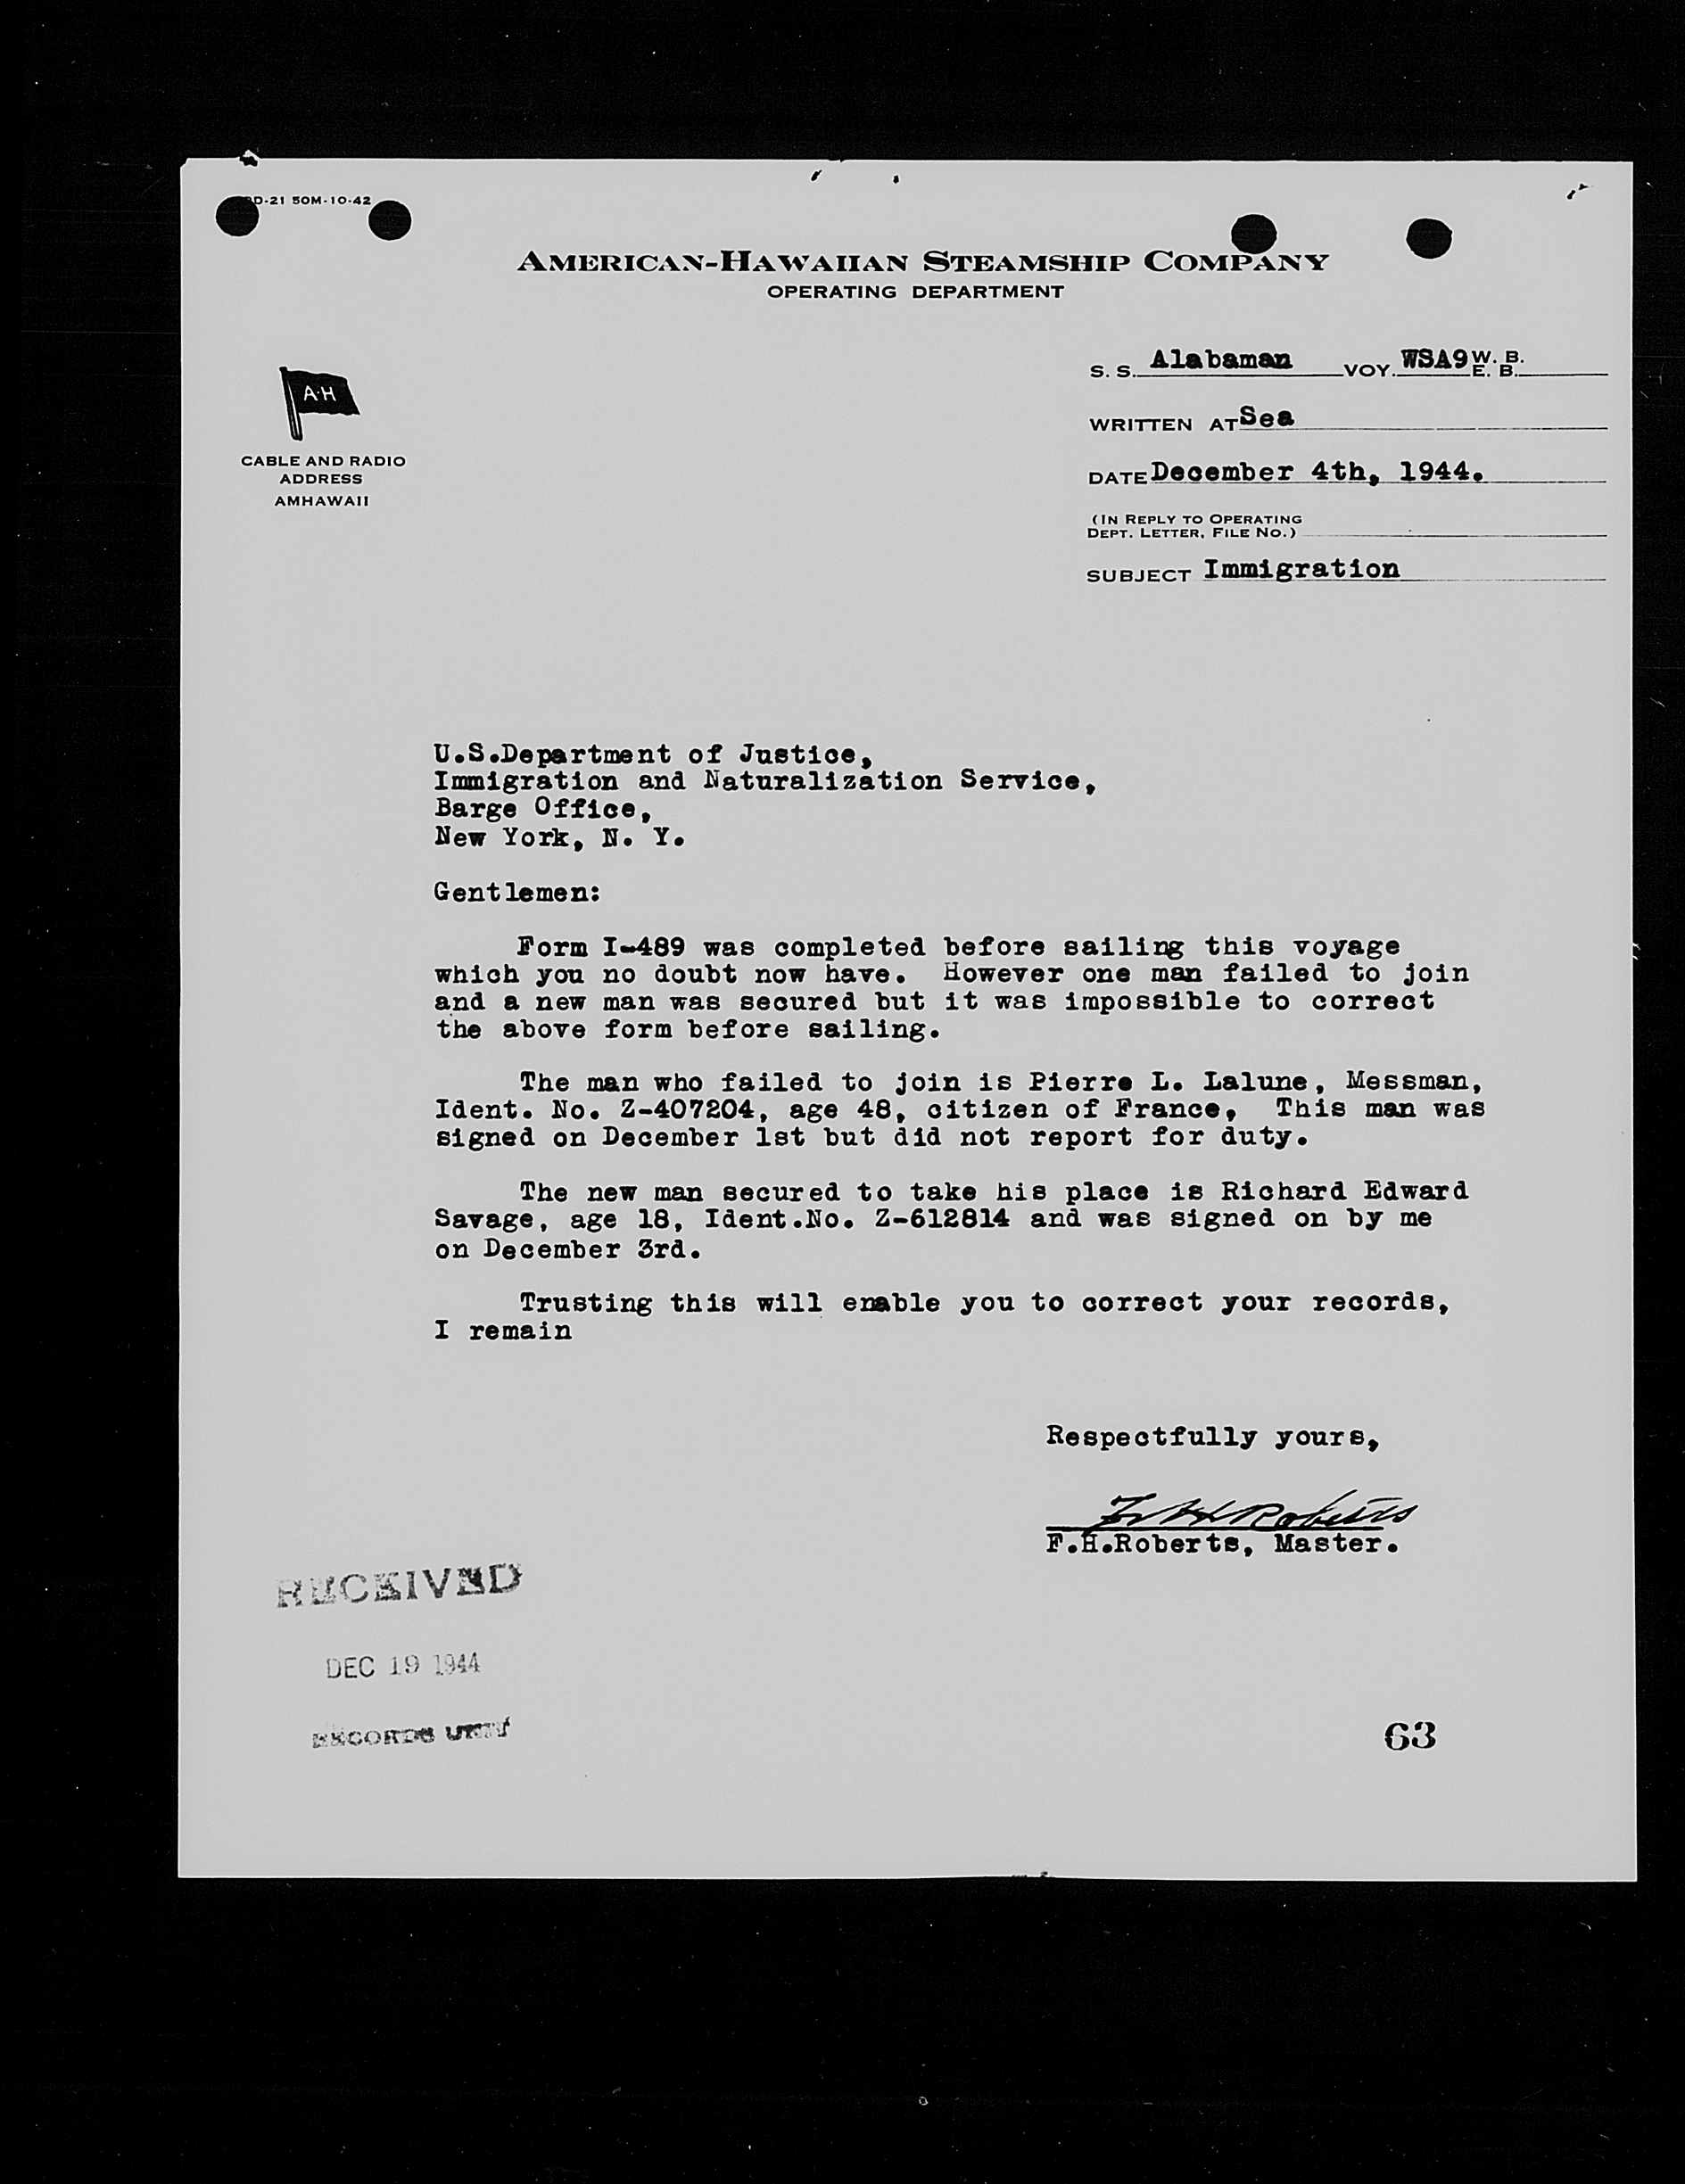 D-21 50M-10-42
AMERICAN-HAWAIIAN STEAMSHIP COMPANY
OPERATING DEPARTMENT
A-H
CABLE AND RADIO
ADDRESS
AMHAWAII
S. S. Alabaman VOY. WSA9 W. B.
E. B.
WRITTEN AT Sea
DATE December 4th, 1944.
(IN REPLY TO OPERATING
DEPT. LETTER, FILE NO.)
SUBJECT Immigration
U.S.Department of Justice,
Immigration and Naturalization Service,
Barge Office,
New York, N. Y.
Gentlemen:
Form I-489 was completed before sailing this voyage
which you no doubt now have. However one man failed to join
and a new man was secured but it was impossible to correct
the above form before sailing.
The man who failed to join is Pierre L. Lalune, Messman,
Ident. No. Z-407204, age 48, citizen of France, This man was
signed on December 1st but did not report for duty.
The new man secured to take his place is Richard Edward
Savage, age 18, Ident.No. Z-612814 and was signed on by me
on December 3rd.
Trusting this will enable you to correct your records,
I remain
Respectfully yours,
F H Roberts
F.H.Roberts, Master.
RECEIVED
DEC 19 1944
RECORDS UNIT
63